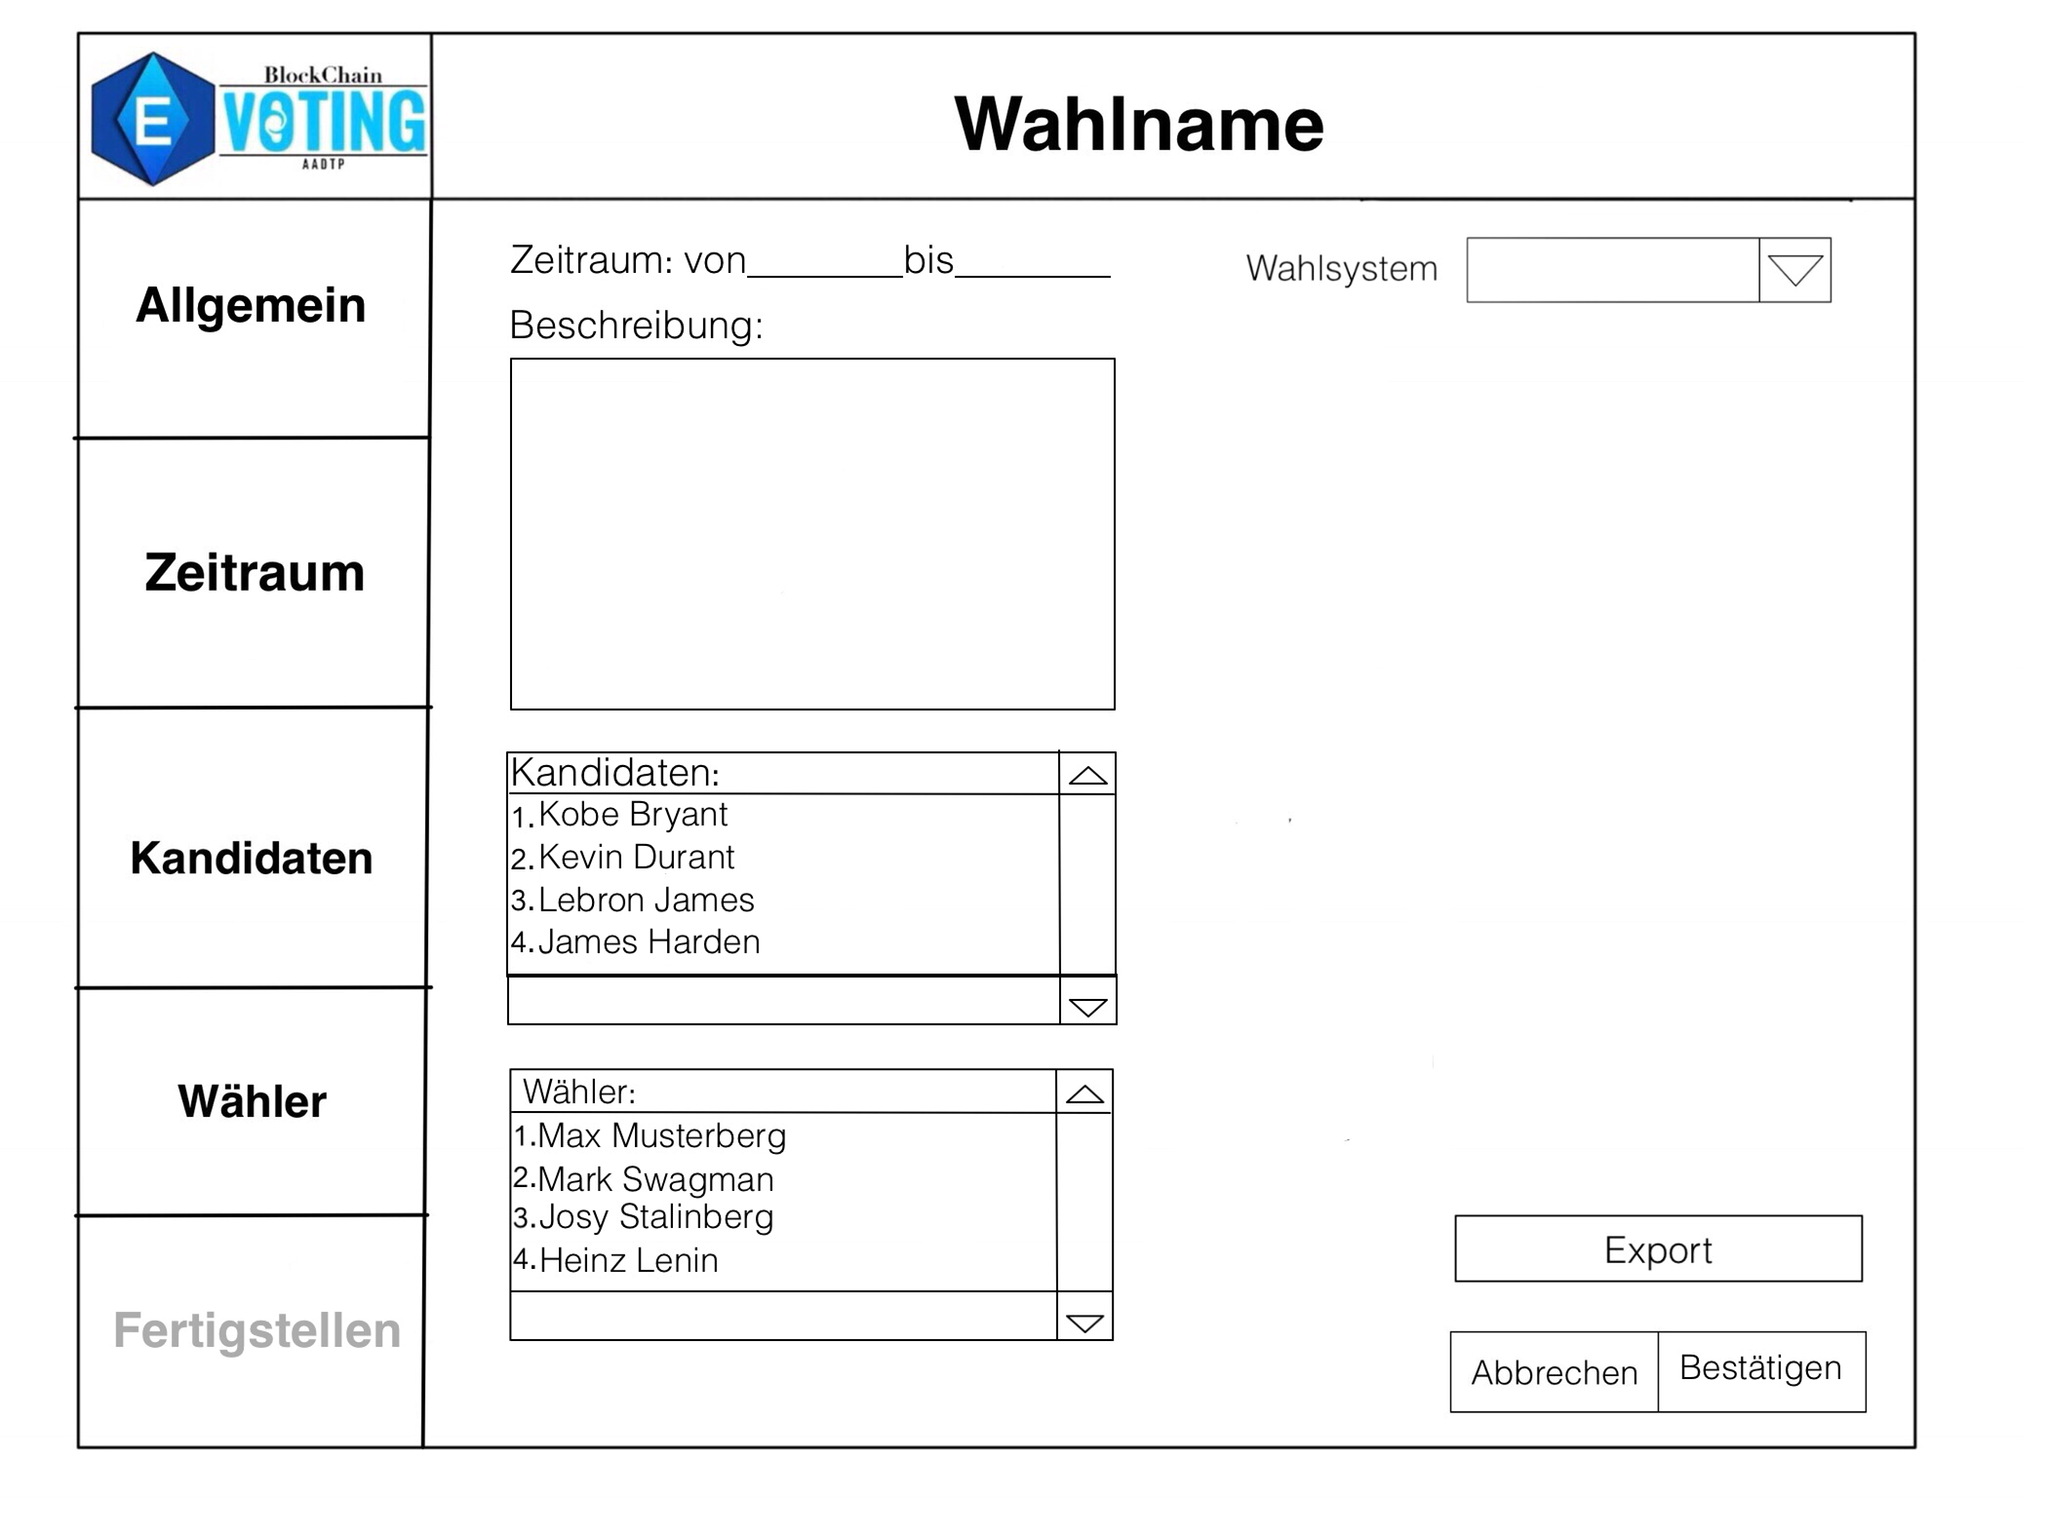 BlockChain
E VOTING
AADTP
Wahlname
Allgemein
Zeitraum
Kandidaten
Wähler
Fertigstellen
Zeitraum: von________bis________
Wahlsystem
Beschreibung:
Kandidaten:
1. Kobe Bryant
2. Kevin Durant
3. Lebron James
4. James Harden
Wähler:
1. Max Musterberg
2. Mark Swagman
3. Josy Stalinberg
4. Heinz Lenin
Export
Abbrechen
Bestätigen